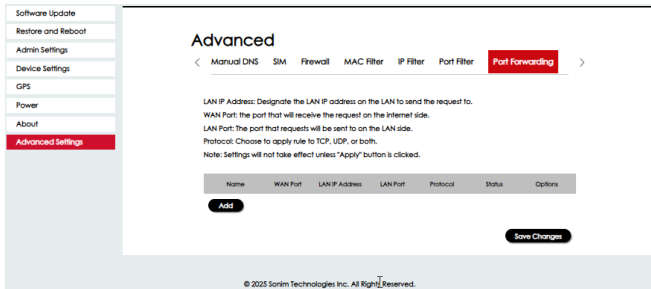 Software Update
Restore and Reboot
Admin Settings
Device Settings
GPS
Power
About
Advanced Settings
Advanced
< Manual DNS SIM Firewall MAC Filter IP Filter Port Filter Port Forwarding >
LAN IP Address: Designate the LAN IP address on the LAN to send the request to.
WAN Port: the port that will receive the request on the internet side.
LAN Port: The port that requests will be sent to on the LAN side.
Protocol: Choose to apply rule to TCP, UDP, or both.
Note: Settings will not take effect unless "Apply" button is clicked.
Name WAN Port LAN IP Address LAN Port Protocol Status Options
Add
Save Changes
© 2025 Sonim Technologies Inc. All Rights Reserved.